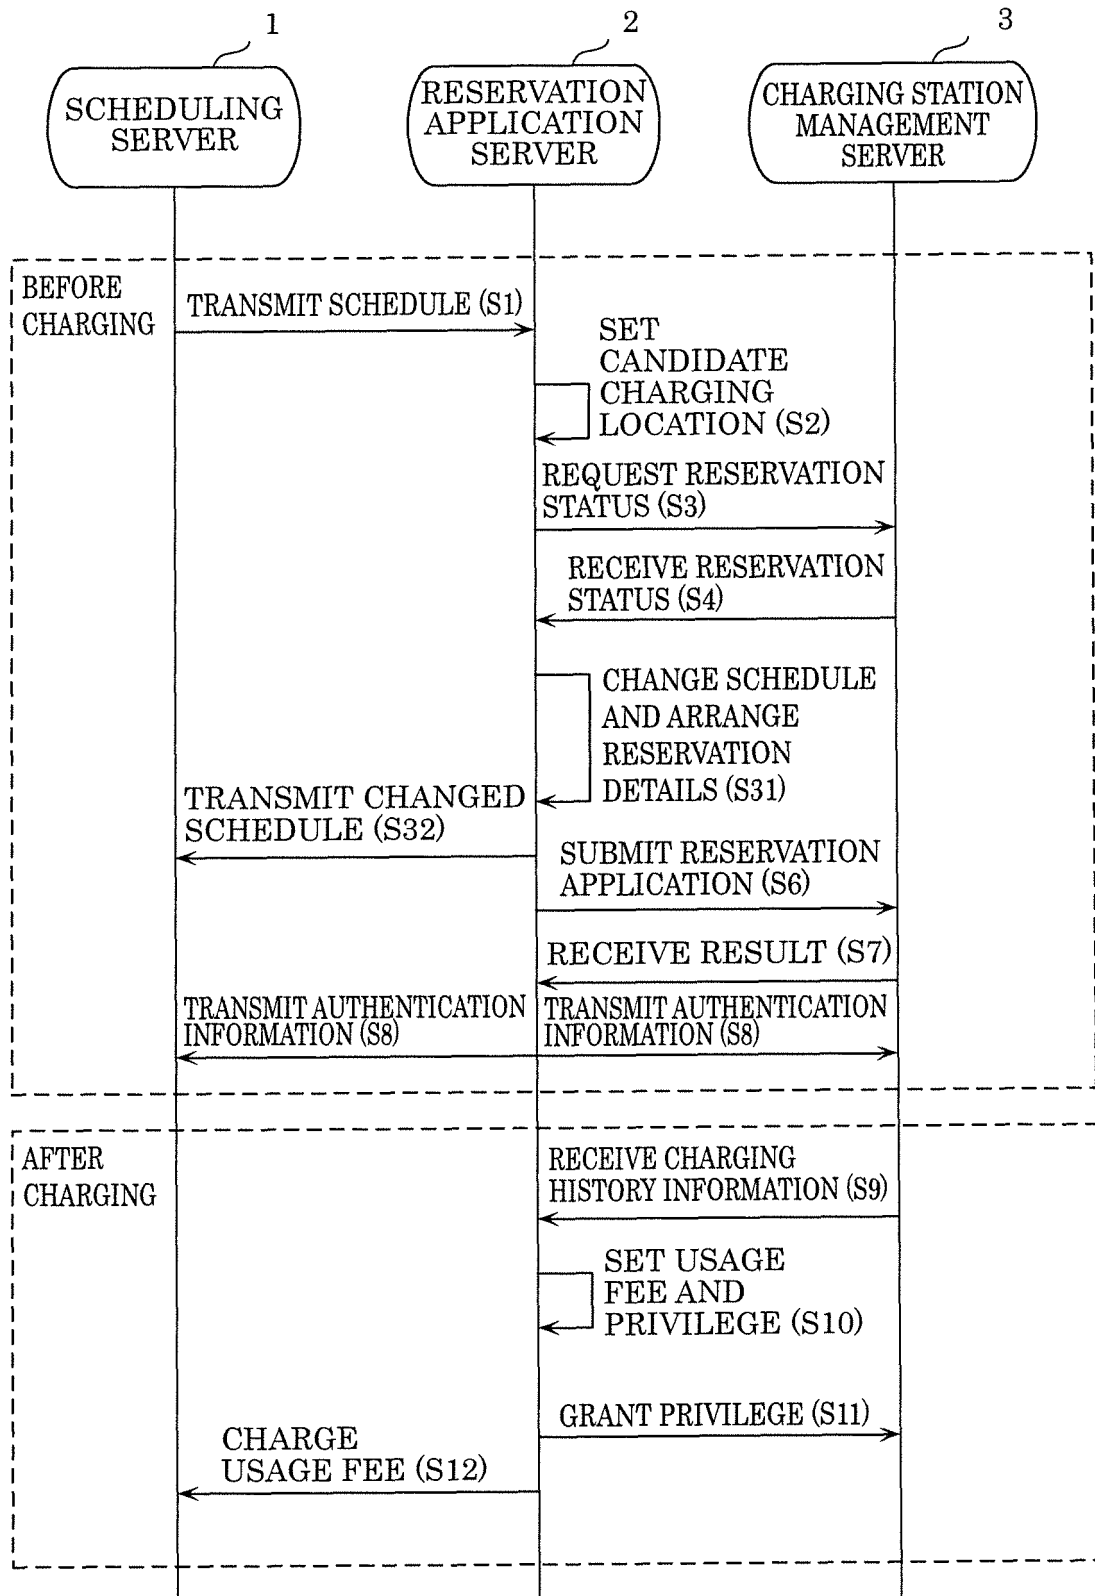 1
2
3
SCHEDULING
SERVER
RESERVATION
APPLICATION
SERVER
CHARGING STATION
MANAGEMENT
SERVER
BEFORE
CHARGING
TRANSMIT SCHEDULE (S1)
SET
CANDIDATE
CHARGING
LOCATION (S2)
REQUEST RESERVATION
STATUS (S3)
RECEIVE RESERVATION
STATUS (S4)
CHANGE SCHEDULE
AND ARRANGE
RESERVATION
DETAILS (S31)
TRANSMIT CHANGED
SCHEDULE (S32)
SUBMIT RESERVATION
APPLICATION (S6)
RECEIVE RESULT (S7)
TRANSMIT AUTHENTICATION
INFORMATION (S8)
TRANSMIT AUTHENTICATION
INFORMATION (S8)
AFTER
CHARGING
RECEIVE CHARGING
HISTORY INFORMATION (S9)
SET USAGE
FEE AND
PRIVILEGE (S10)
GRANT PRIVILEGE (S11)
CHARGE
USAGE FEE (S12)